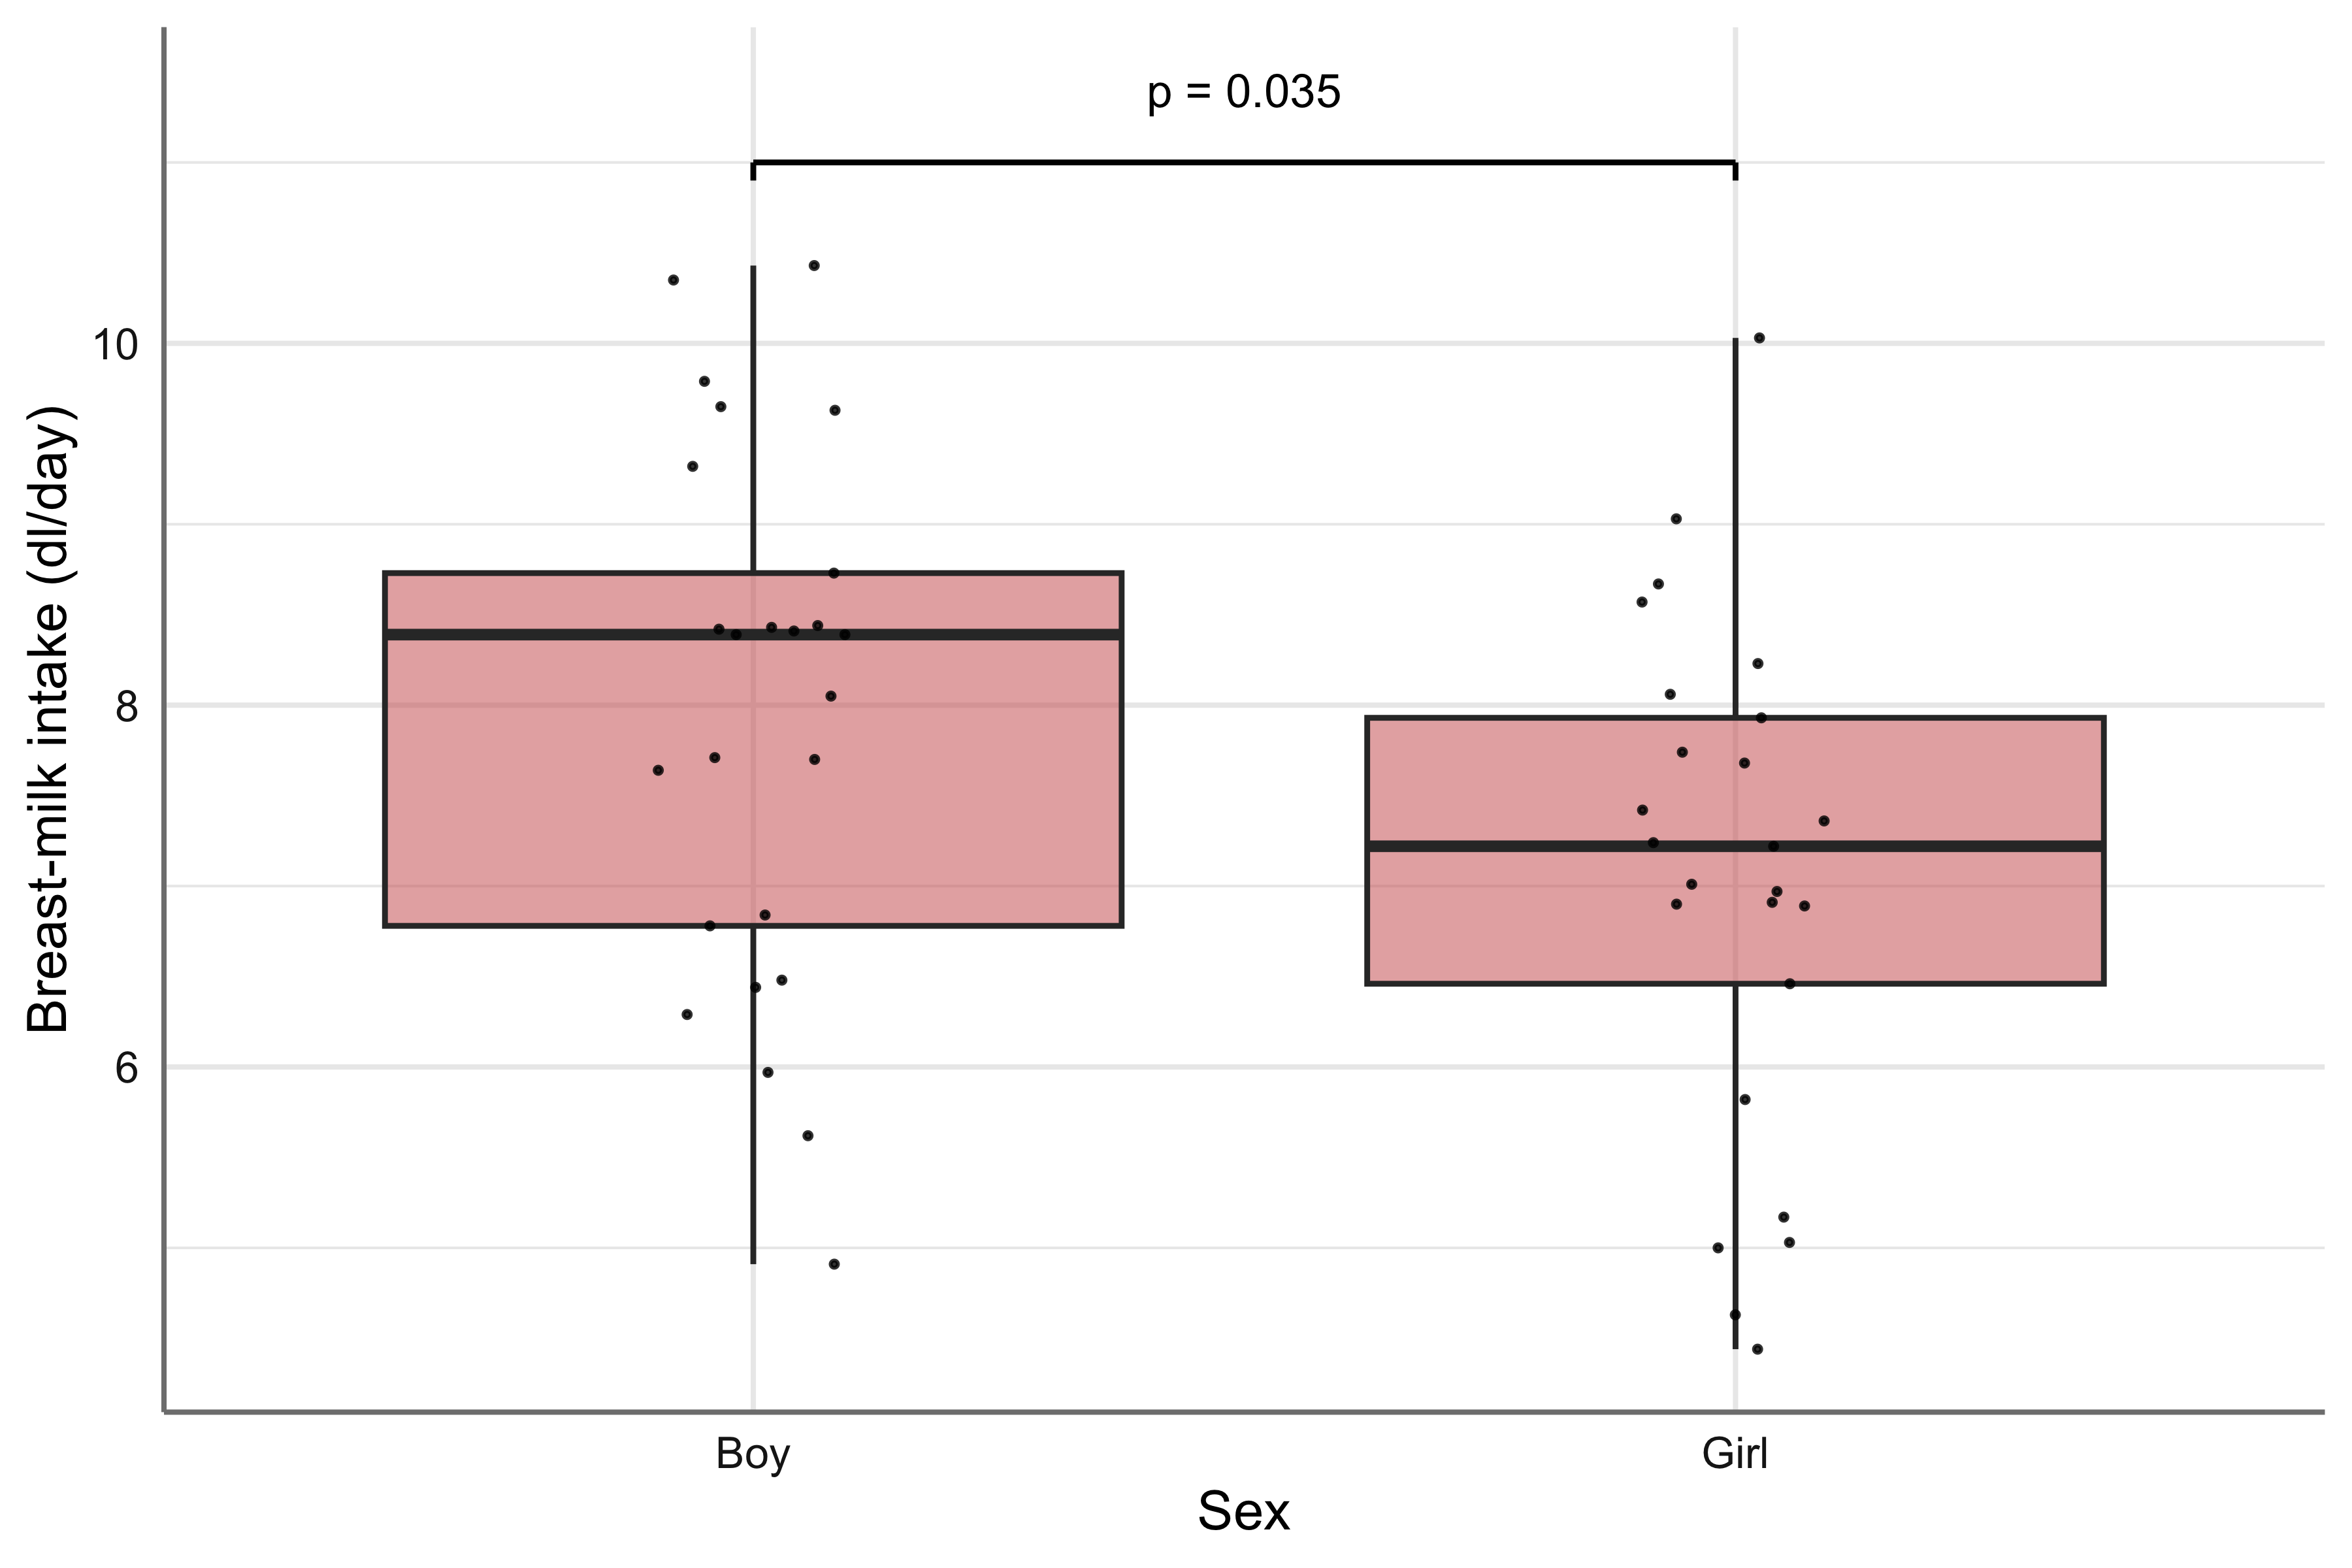 p = 0.035
Breast-milk intake (dl/day)
10
8
6
Boy
Girl
Sex